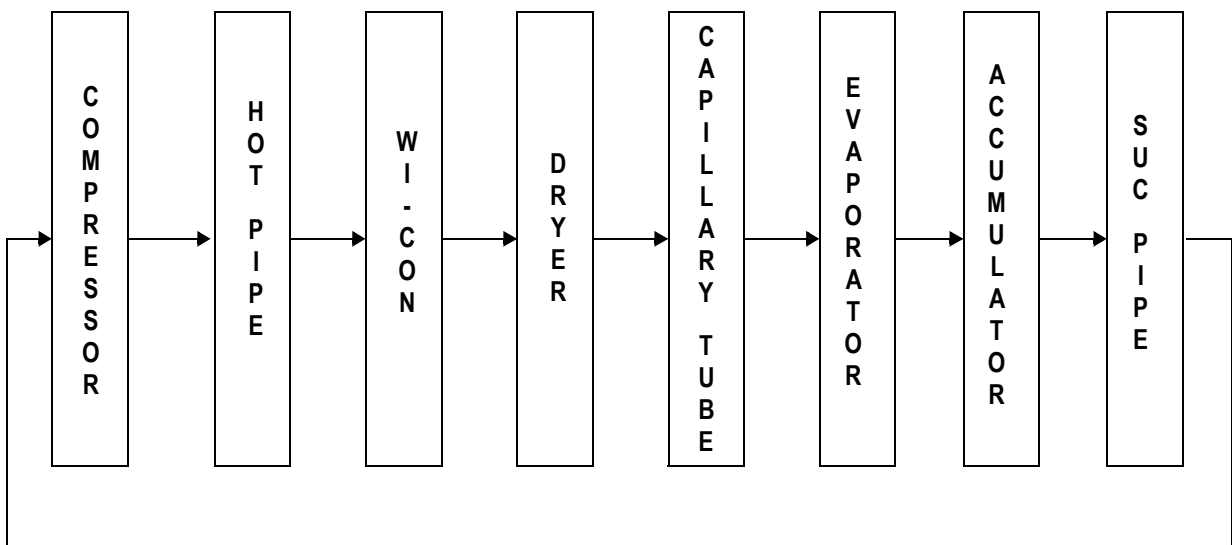 COMPRESSOR
HOT PIPE
WI-CON
DRYER
CAPILLARY TUBE
EVAPORATOR
ACCUMULATOR
SUC PIPE